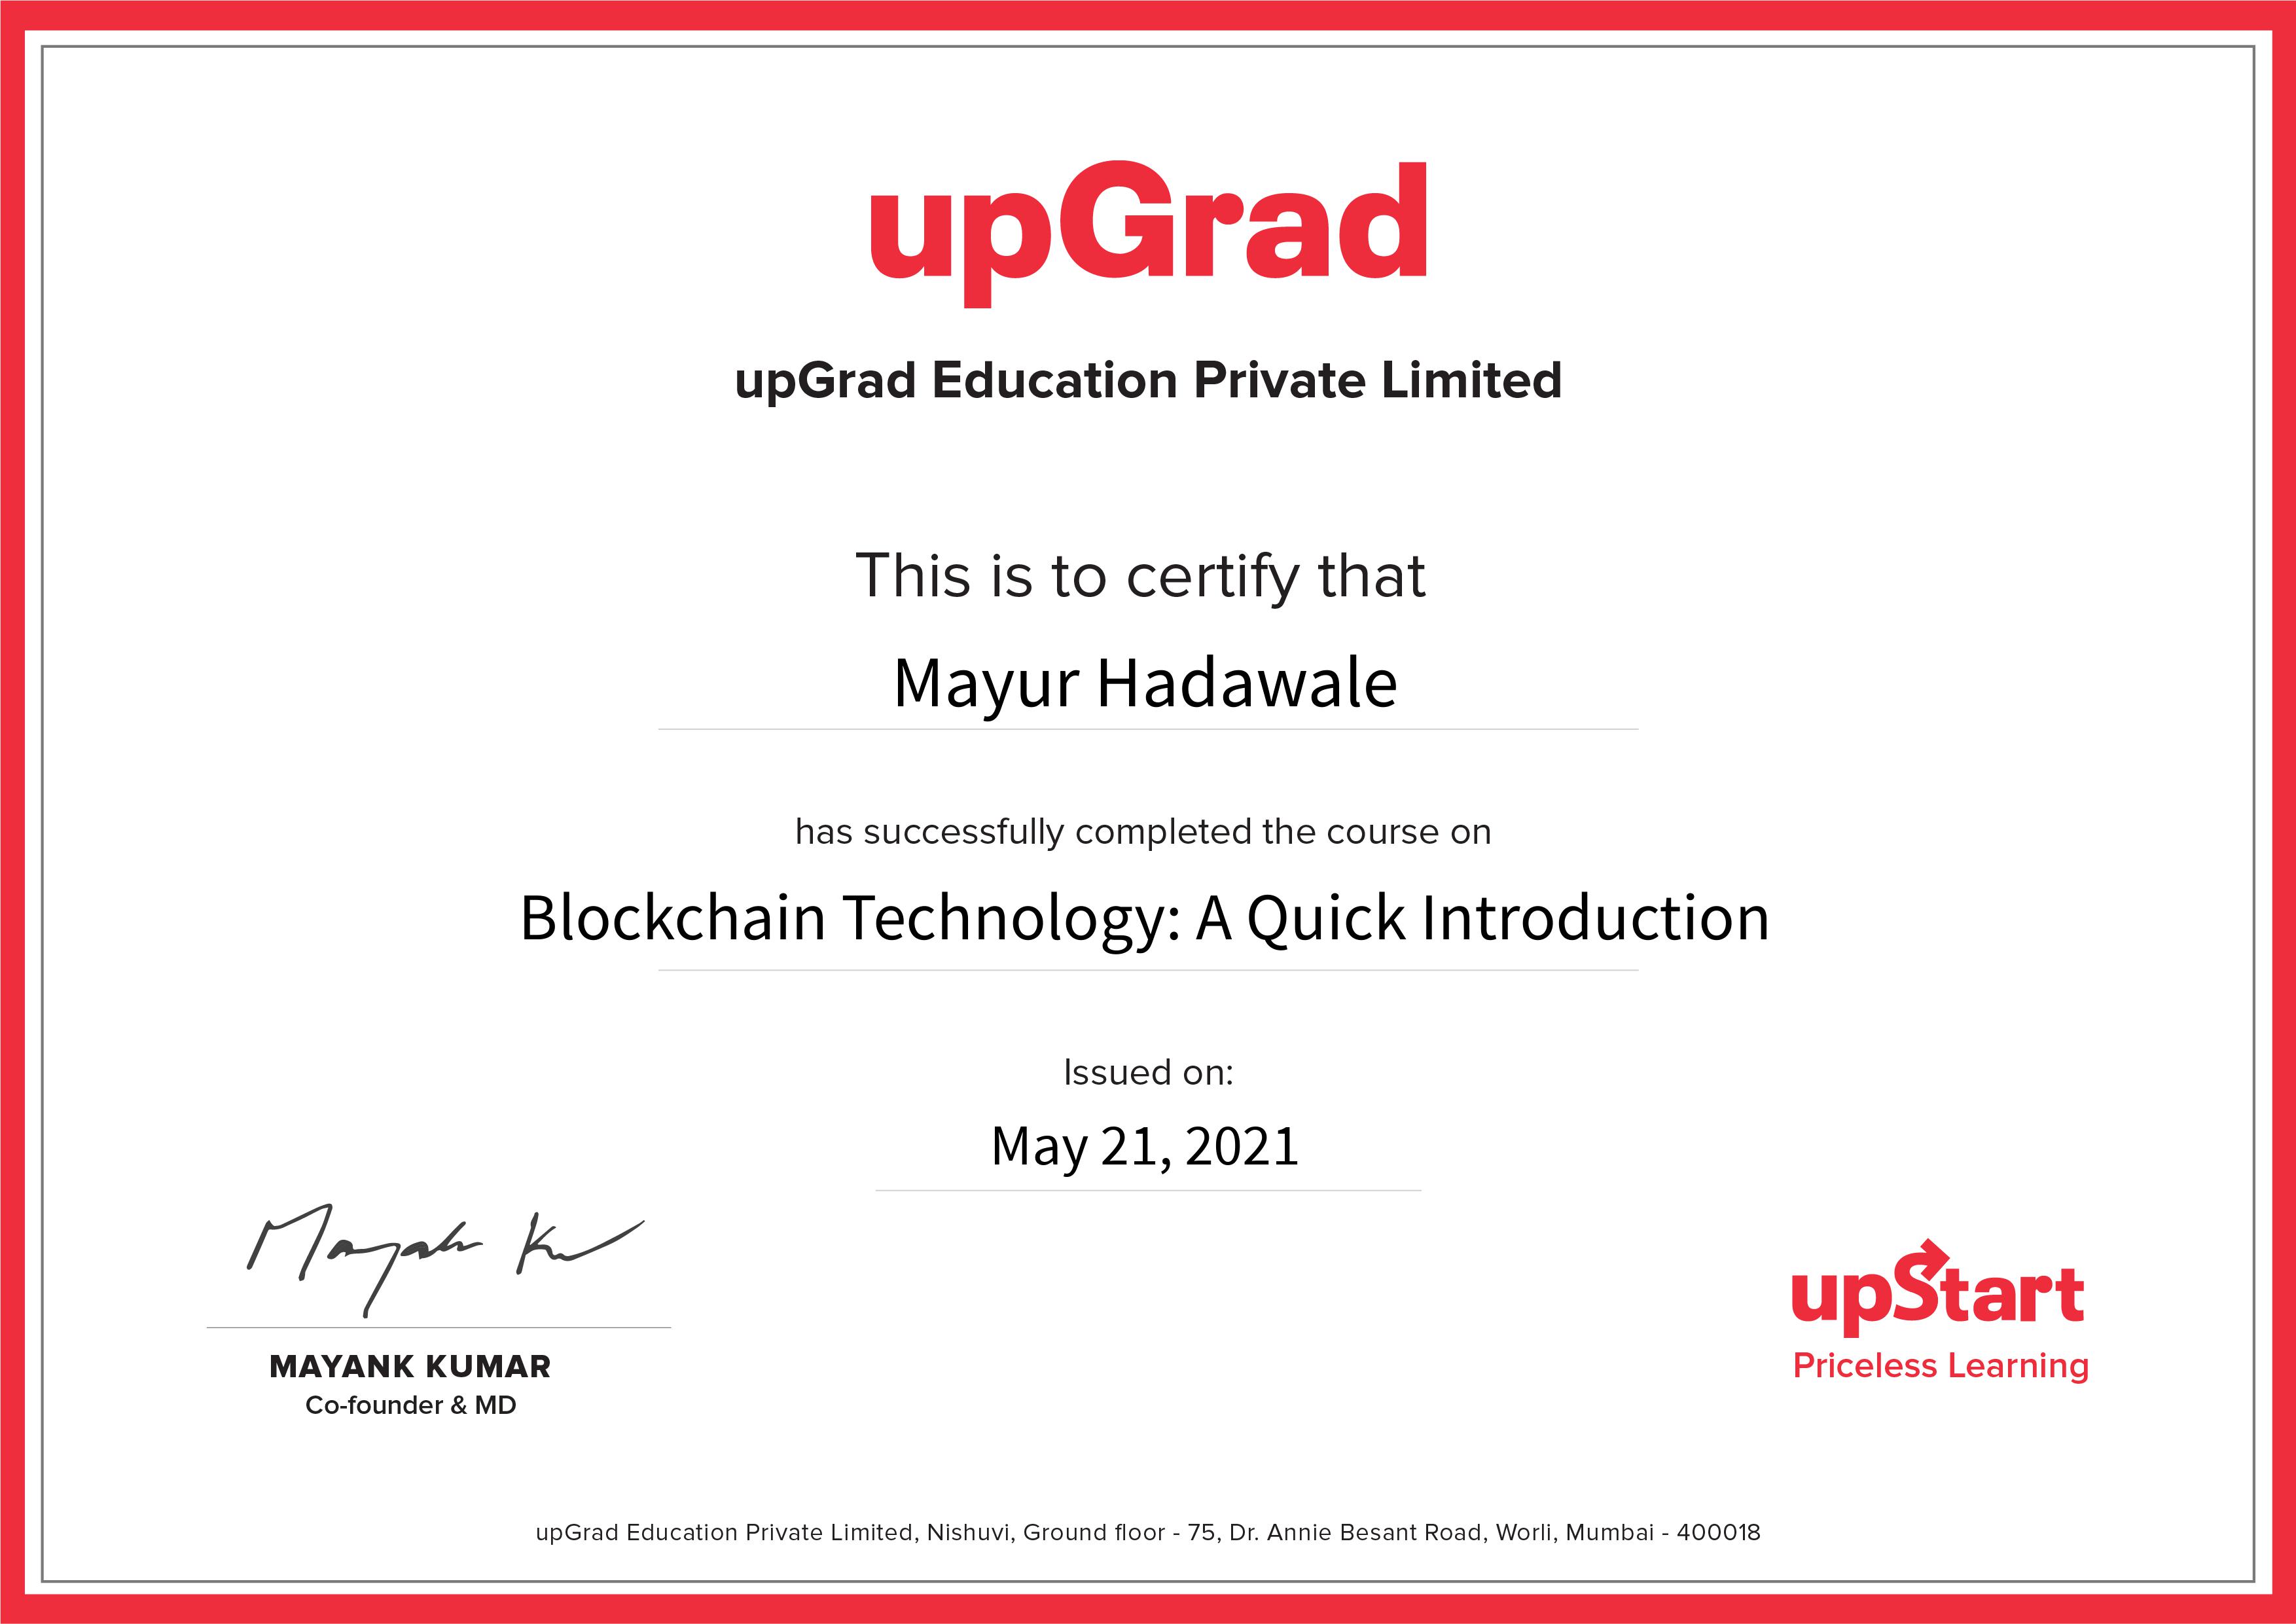 upGrad
upGrad Education Private Limited
This is to certify that
Mayur Hadawale
has successfully completed the course on
Blockchain Technology: A Quick Introduction
Issued on:
May 21, 2021
Mayank K
MAYANK KUMAR
Co-founder & MD
upStart
Priceless Learning
upGrad Education Private Limited, Nishuvi, Ground floor - 75, Dr. Annie Besant Road, Worli, Mumbai - 400018